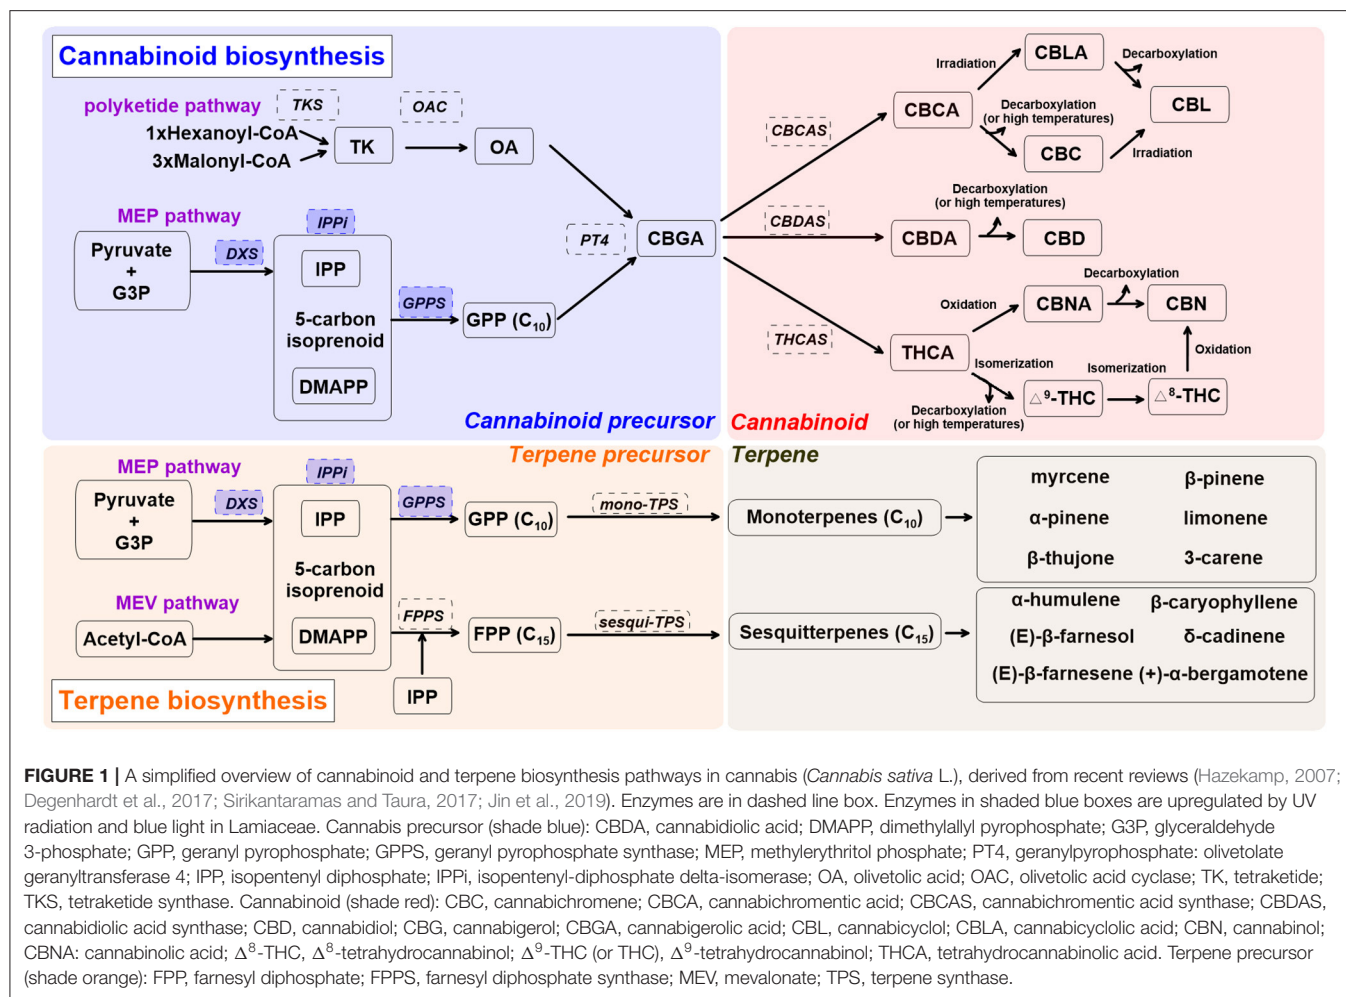 Cannabinoid biosynthesis
polyketide pathway
TKS
OAC
1xHexanoyl-CoA
3xMalonyl-CoA
TK
OA
MEP pathway
Pyruvate
+
G3P
DXS
IPPi
IPP
5-carbon
isoprenoid
DMAPP
GPPS
GPP (C₁₀)
PT4
CBGA
Cannabinoid precursor
CBCAS
CBDAS
THCAS
CBCA
Irradiation
CBLA
Decarboxylation
CBL
Decarboxylation
(or high temperatures)
CBC
Irradiation
CBDA
Decarboxylation
(or high temperatures)
CBD
THCA
Oxidation
CBNA
Decarboxylation
CBN
Oxidation
Isomerization
Decarboxylation
(or high temperatures)
△⁹-THC
Isomerization
△⁸-THC
Cannabinoid
Terpene precursor
Terpene
MEP pathway
Pyruvate
+
G3P
DXS
IPPi
IPP
5-carbon
isoprenoid
DMAPP
GPPS
GPP (C₁₀)
mono-TPS
Monoterpenes (C₁₀)
myrcene
β-pinene
α-pinene
limonene
β-thujone
3-carene
MEV pathway
Acetyl-CoA
FPPS
IPP
FPP (C₁₅)
sesqui-TPS
Sesquitterpenes (C₁₅)
α-humulene
β-caryophyllene
(E)-β-farnesol
δ-cadinene
(E)-β-farnesene
(+)-α-bergamotene
Terpene biosynthesis
FIGURE 1 | A simplified overview of cannabinoid and terpene biosynthesis pathways in cannabis (Cannabis sativa L.), derived from recent reviews (Hazekamp, 2007;
Degenhardt et al., 2017; Sirikantaramas and Taura, 2017; Jin et al., 2019). Enzymes are in dashed line box. Enzymes in shaded blue boxes are upregulated by UV
radiation and blue light in Lamiaceae. Cannabis precursor (shade blue): CBDA, cannabidiolic acid; DMAPP, dimethylallyl pyrophosphate; G3P, glyceraldehyde
3-phosphate; GPP, geranyl pyrophosphate; GPPS, geranyl pyrophosphate synthase; MEP, methylerythritol phosphate; PT4, geranylpyrophosphate: olivetolate
geranyltransferase 4; IPP, isopentenyl diphosphate; IPPi, isopentenyl-diphosphate delta-isomerase; OA, olivetolic acid; OAC, olivetolic acid cyclase; TK, tetraketide;
TKS, tetraketide synthase. Cannabinoid (shade red): CBC, cannabichromene; CBCA, cannabichromentic acid; CBCAS, cannabichromentic acid synthase; CBDAS,
cannabidiolic acid synthase; CBD, cannabidiol; CBG, cannabigerol; CBGA, cannabigerolic acid; CBL, cannabicyclol; CBLA, cannabicyclolic acid; CBN, cannabinol;
CBNA: cannabinolic acid; Δ⁸-THC, Δ⁸-tetrahydrocannabinol; Δ⁹-THC (or THC), Δ⁹-tetrahydrocannabinol; THCA, tetrahydrocannabinolic acid. Terpene precursor
(shade orange): FPP, farnesyl diphosphate; FPPS, farnesyl diphosphate synthase; MEV, mevalonate; TPS, terpene synthase.